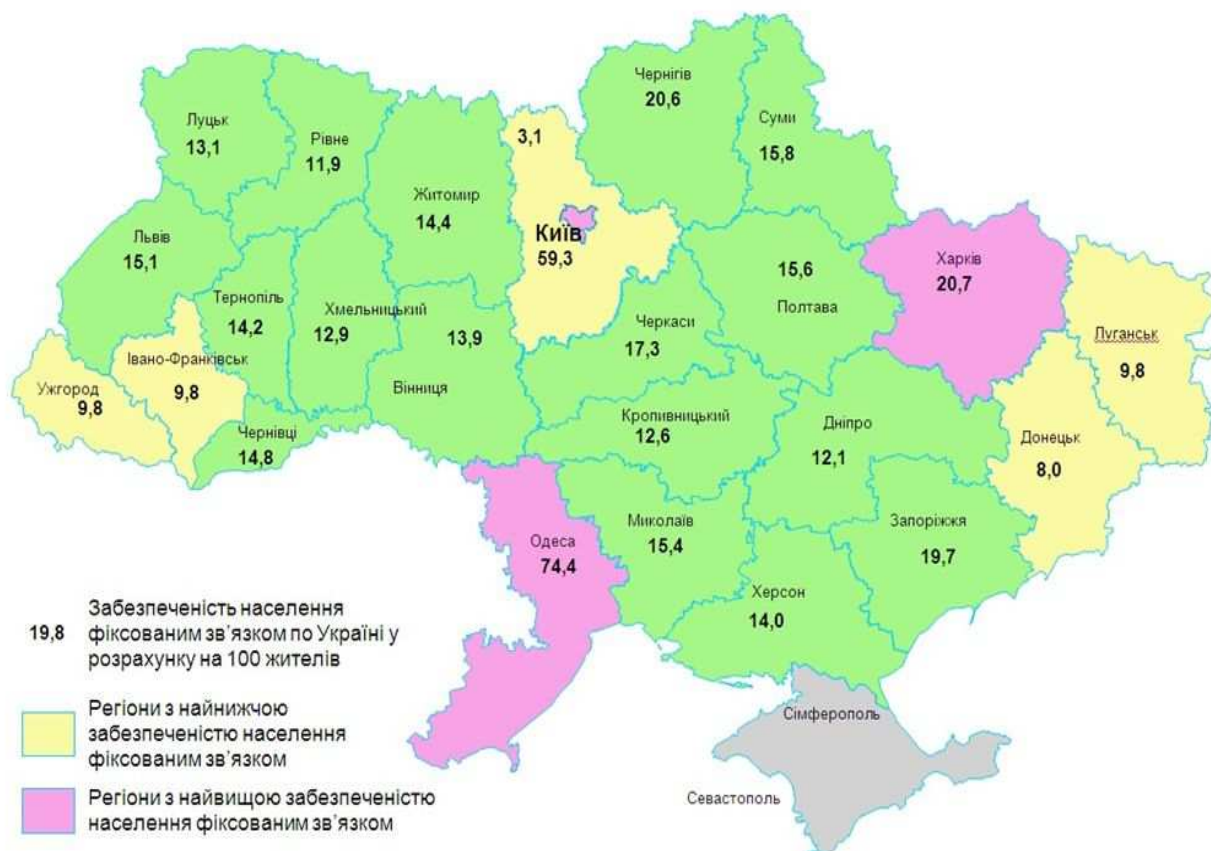 Чернігів
20,6
Суми
15,8
Луцьк
13,1
Рівне
11,9
3,1
Житомир
14,4
Київ
59,3
Львів
15,1
Харків
20,7
15,6
Полтава
Тернопіль
14,2
Хмельницький
12,9
13,9
Вінниця
Черкаси
17,3
Луганськ
9,8
Івано-Франківськ
9,8
Ужгород
9,8
Чернівці
14,8
Кропивницький
12,6
Дніпро
12,1
Донецьк
8,0
Одеса
74,4
Миколаїв
15,4
Запоріжжя
19,7
Херсон
14,0
Сімферополь
Севастополь
19,8
Забезпеченість населення
фіксованим зв’язком по Україні у
розрахунку на 100 жителів
Регіони з найнижчою
забезпеченістю населення
фіксованим зв’язком
Регіони з найвищою забезпеченістю
населення фіксованим зв’язком